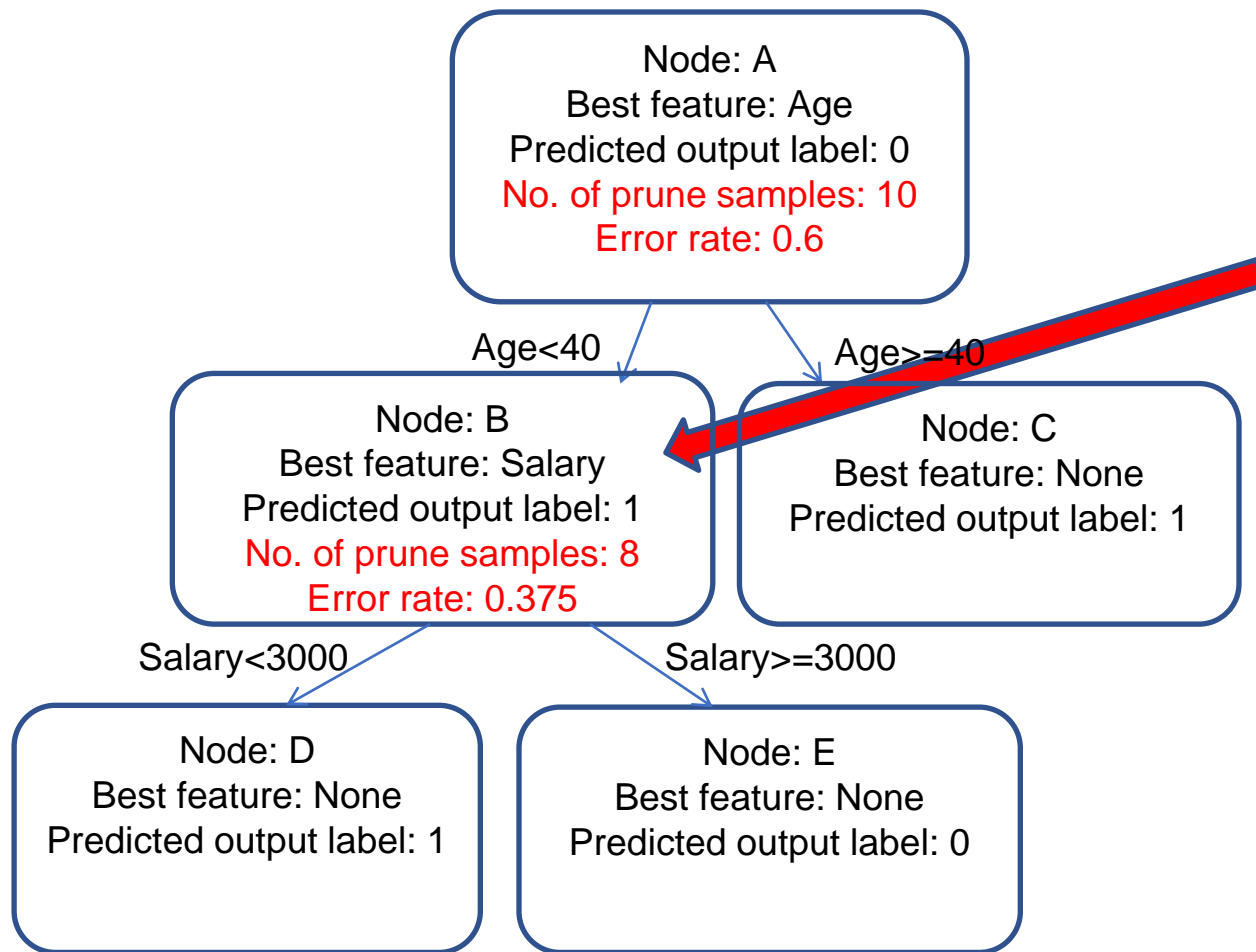 Node: A
Best feature: Age
Predicted output label: 0
No. of prune samples: 10
Error rate: 0.6
Age<40
Age>=40
Node: B
Best feature: Salary
Predicted output label: 1
No. of prune samples: 8
Error rate: 0.375
Node: C
Best feature: None
Predicted output label: 1
Salary<3000
Salary>=3000
Node: D
Best feature: None
Predicted output label: 1
Node: E
Best feature: None
Predicted output label: 0